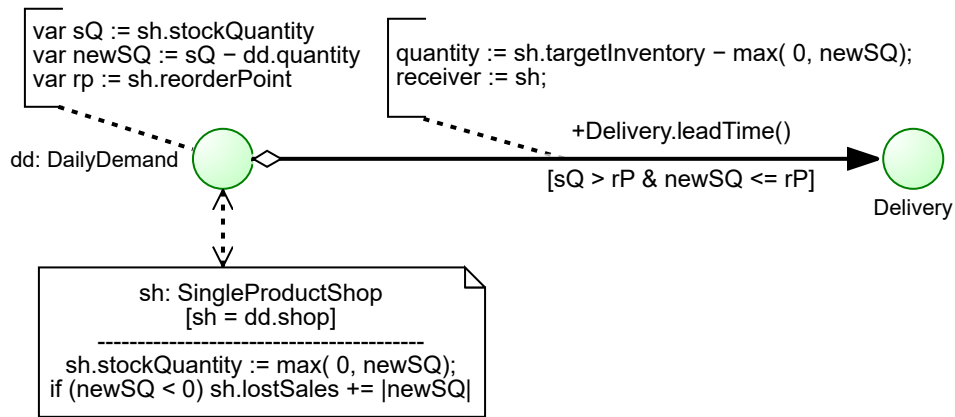 var sQ := sh.stockQuantity
var newSQ := sQ − dd.quantity
var rp := sh.reorderPoint
quantity := sh.targetInventory − max( 0, newSQ);
receiver := sh;
+Delivery.leadTime()
dd: DailyDemand
[sQ > rP & newSQ <= rP]
Delivery
sh: SingleProductShop
[sh = dd.shop]
-----------------------------------------
sh.stockQuantity := max( 0, newSQ);
if (newSQ < 0) sh.lostSales += |newSQ|